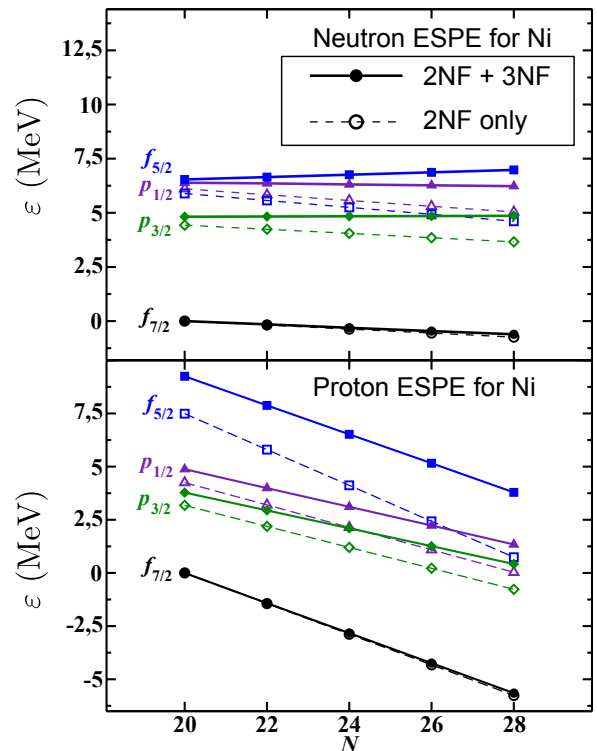 Neutron ESPE for Ni
2NF + 3NF
2NF only
12,5
10
7,5
5
2,5
0
ε (MeV)
f5/2
p1/2
p3/2
f7/2
Proton ESPE for Ni
7,5
5
2,5
0
-2,5
-5
ε (MeV)
f5/2
p1/2
p3/2
f7/2
20 22 24 26 28
N